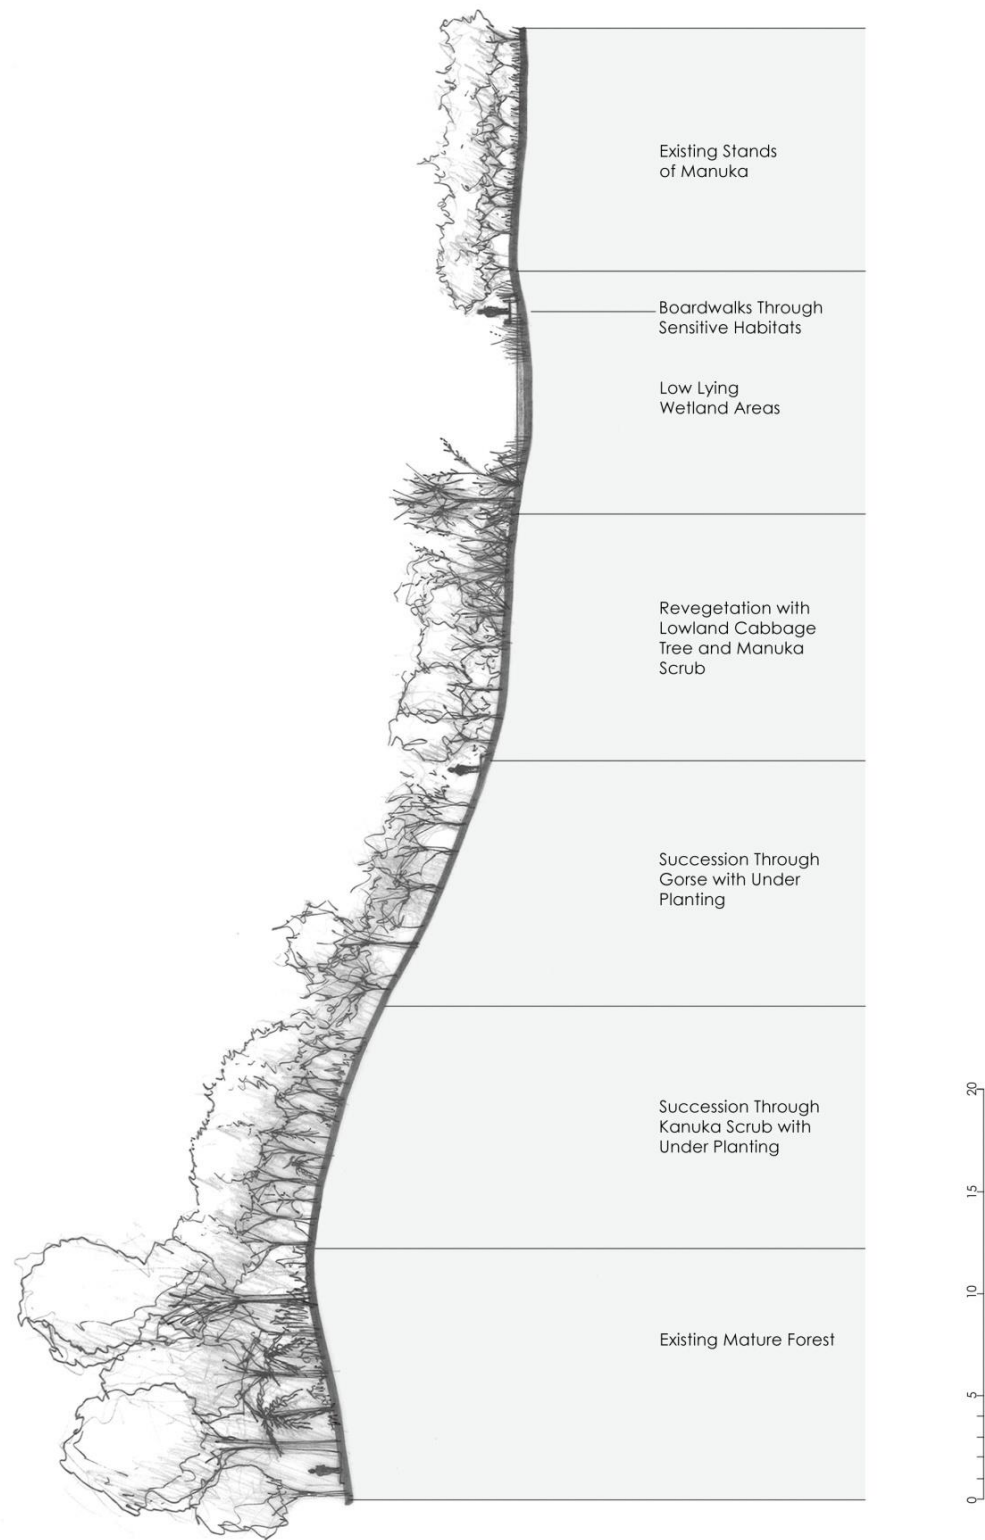 Existing Stands
of Manuka
Boardwalks Through
Sensitive Habitats
Low Lying
Wetland Areas
Revegetation with
Lowland Cabbage
Tree and Manuka
Scrub
Succession Through
Gorse with Under
Planting
Succession Through
Kanuka Scrub with
Under Planting
Existing Mature Forest
20
15
10
5
0